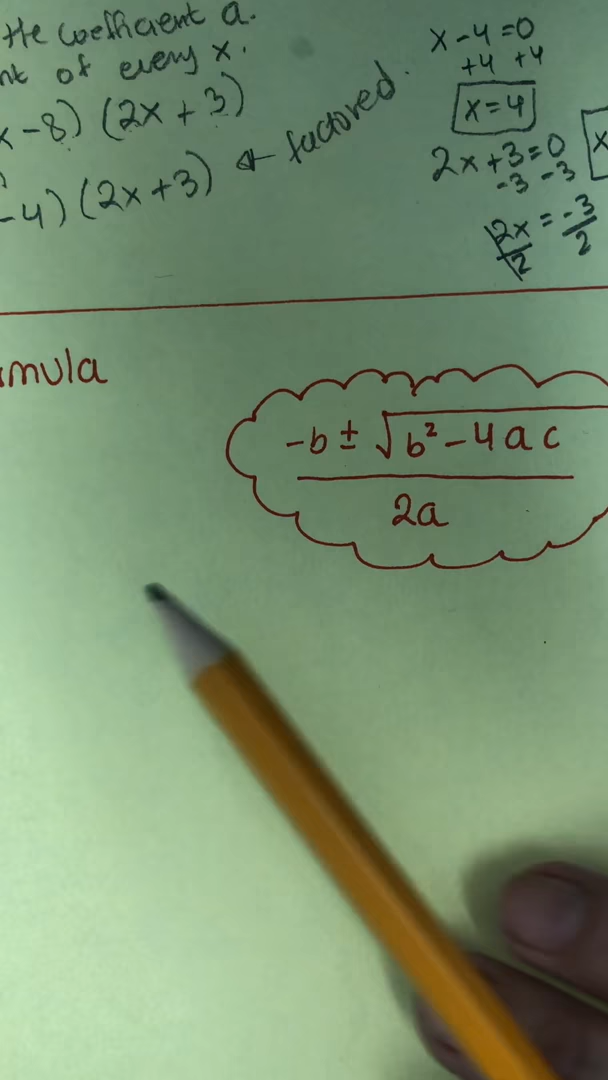 the coefficient a.
nt of every x.
x - 8) (2x + 3)
- 4) (2x + 3) ← factored.
x - 4 = 0
+4 +4
x = 4
2x + 3 = 0
-3 -3
2x = -3
2 2
x
mula
-b ± √b² - 4ac
2a